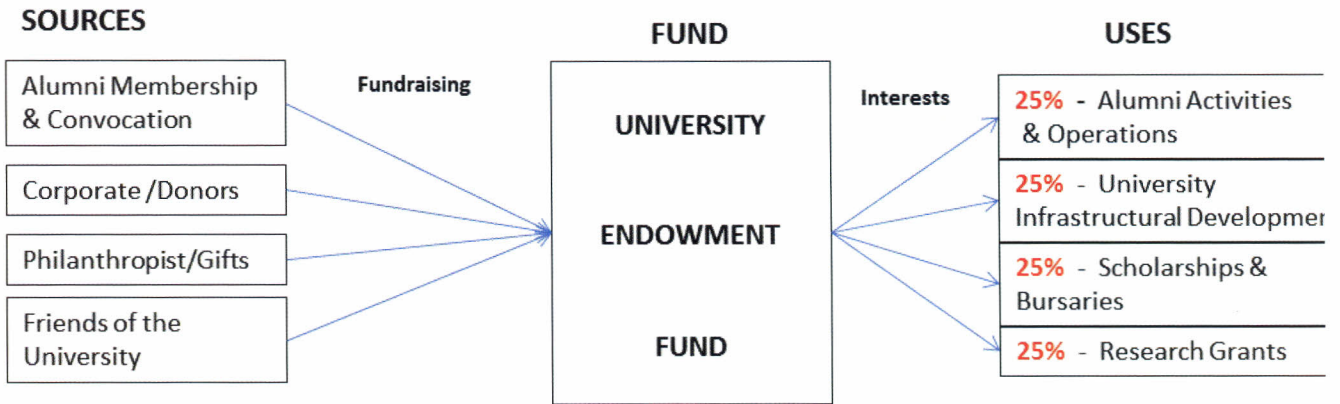 SOURCES
Alumni Membership
& Convocation
Corporate /Donors
Philanthropist/Gifts
Friends of the
University
Fundraising
FUND
UNIVERSITY
ENDOWMENT
FUND
Interests
USES
25% - Alumni Activities
& Operations
25% - University
Infrastructural Developmen
25% - Scholarships &
Bursaries
25% - Research Grants